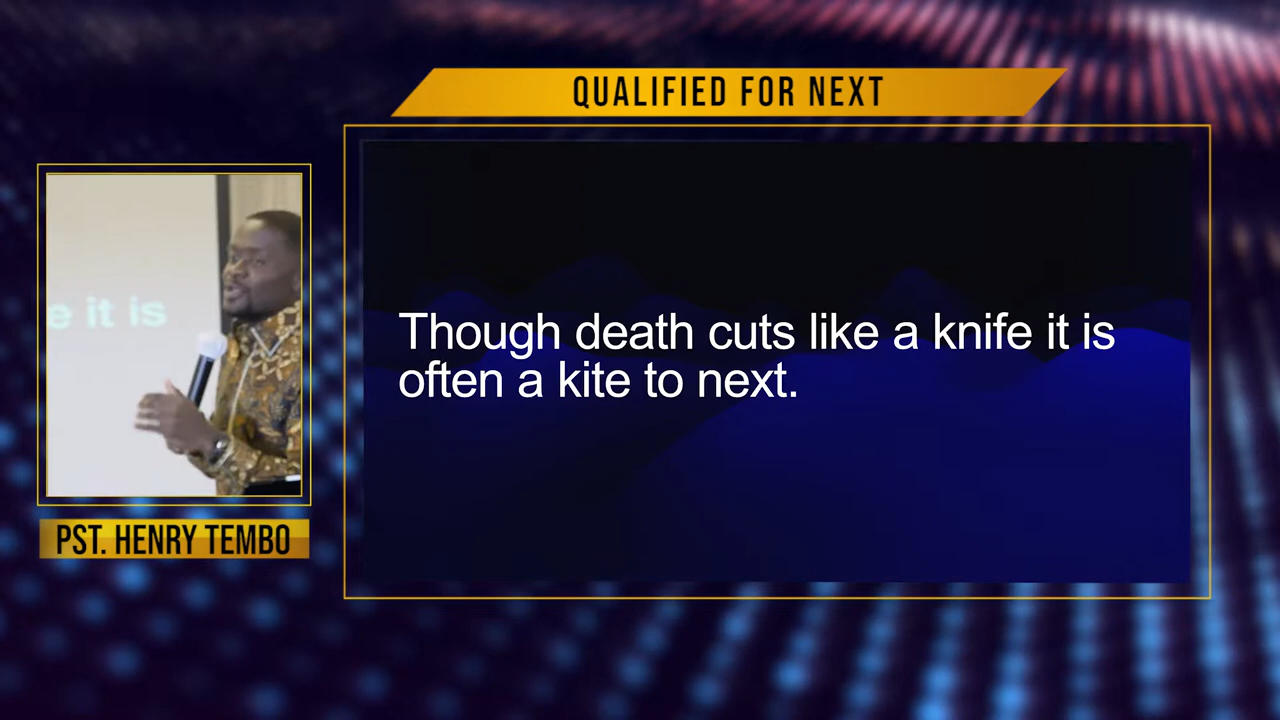 QUALIFIED FOR NEXT
e it is
Though death cuts like a knife it is
often a kite to next.
PST. HENRY TEMBO